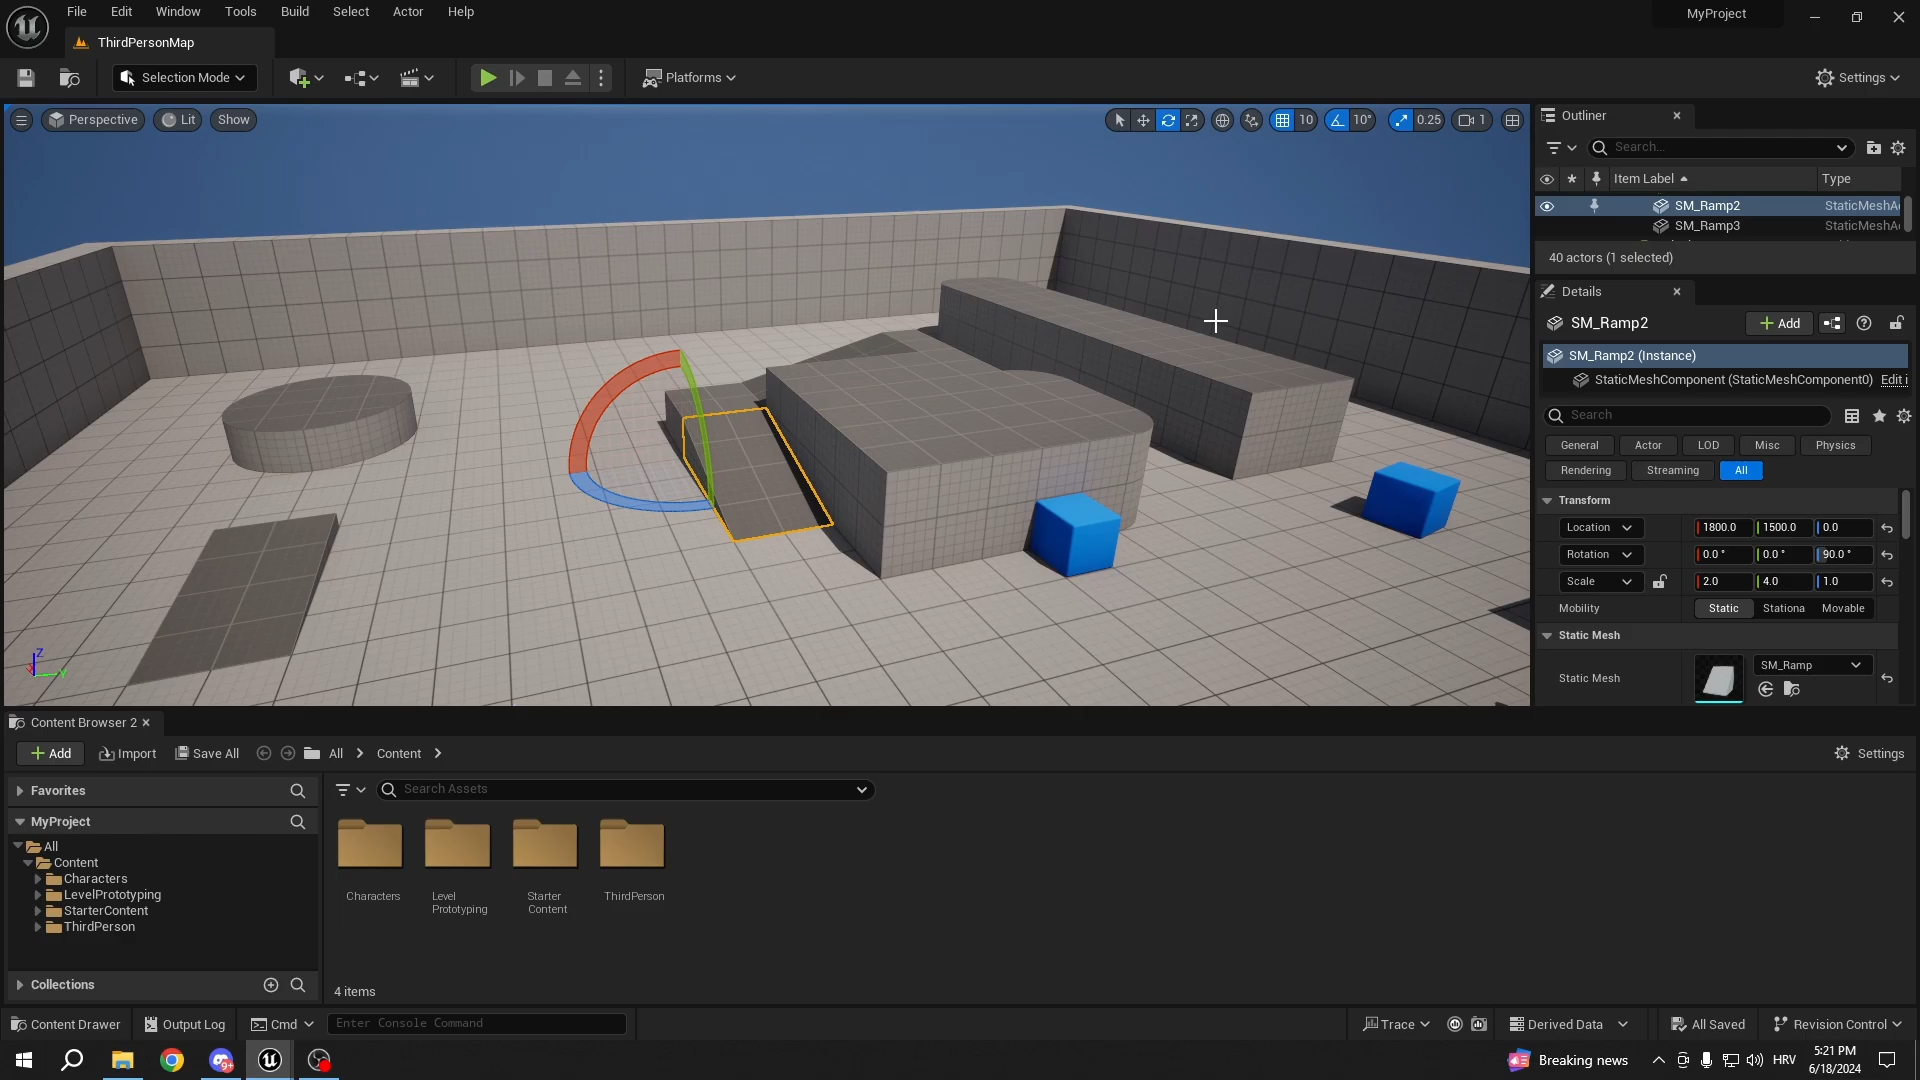 File Edit Window Tools Build Select Actor Help
MyProject
ThirdPersonMap
Selection Mode
Platforms
Settings
Perspective Lit Show
10 10° 0.25 1
Outliner
Search...
Item Label Type
SM_Ramp2 StaticMeshA
SM_Ramp3 StaticMeshA
40 actors (1 selected)
Details
SM_Ramp2
Add
SM_Ramp2 (Instance)
StaticMeshComponent (StaticMeshComponent0) Edit i
Search
General Actor LOD Misc Physics
Rendering Streaming All
Transform
Location 1800.0 1500.0 0.0
Rotation 0.0 ° 0.0 ° 90.0 °
Scale 2.0 4.0 1.0
Mobility Static Stationa Movable
Static Mesh
Static Mesh SM_Ramp
Z
Y
Content Browser 2
Add Import Save All All Content Settings
Favorites
Search Assets
MyProject
All
Content
Characters
LevelPrototyping
StarterContent
ThirdPerson
Characters
Level
Prototyping
Starter
Content
ThirdPerson
Collections
4 items
Content Drawer Output Log Cmd Enter Console Command Trace Derived Data All Saved Revision Control
9+
Breaking news
HRV
5:21 PM
6/18/2024